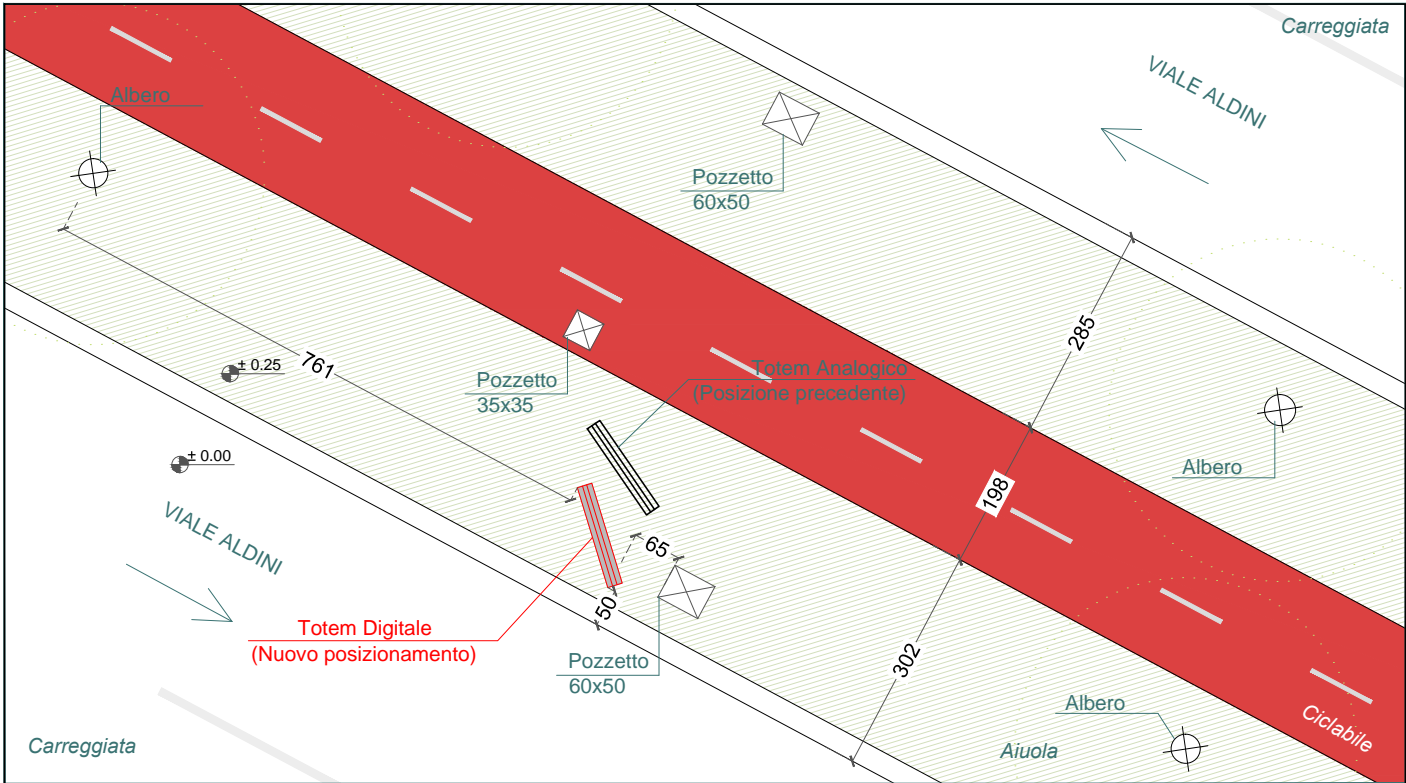 Carreggiata
VIALE ALDINI
Albero
Pozzetto
60x50
285
761
± 0.25
Totem Analogico
(Posizione precedente)
Pozzetto
35x35
± 0.00
Albero
198
VIALE ALDINI
65
50
Totem Digitale
(Nuovo posizionamento)
Pozzetto
60x50
302
Albero
Ciclabile
Carreggiata
Aiuola